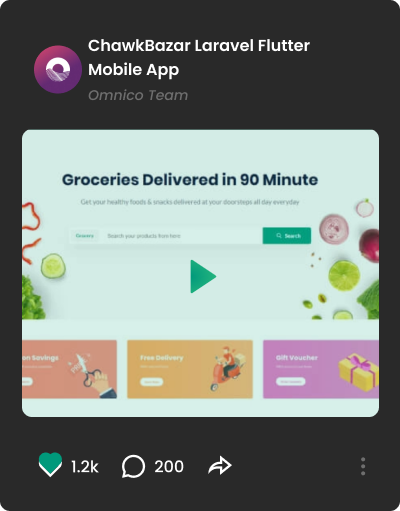 ChawkBazar Laravel Flutter
Mobile App
Omnico Team
Groceries Delivered in 90 Minute
Get your healthy foods & snacks delivered at your doorsteps all day everyday
Grocery Search your products from here Search
on Savings Free Delivery Gift Voucher
1.2k 200